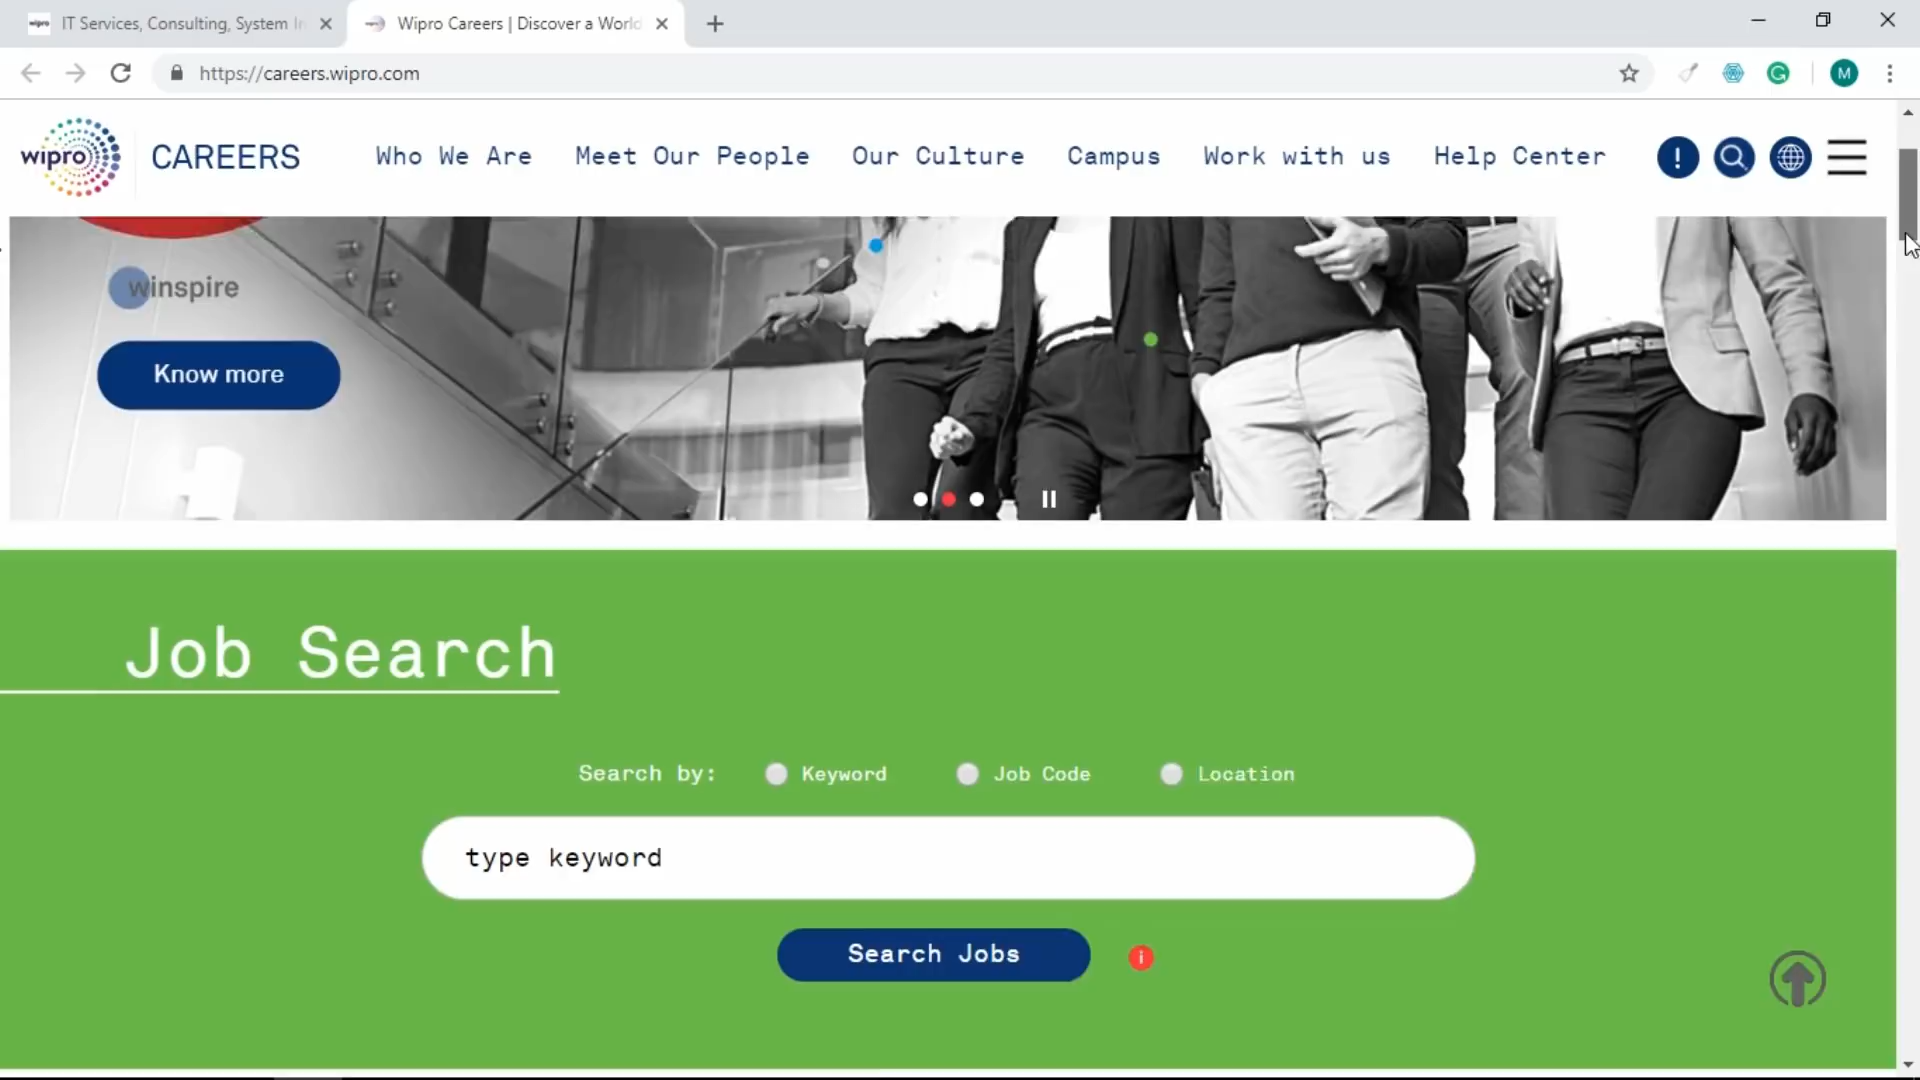 wipro IT Services, Consulting, System In
Wipro Careers | Discover a World
https://careers.wipro.com
M
wipro CAREERS Who We Are Meet Our People Our Culture Campus Work with us Help Center !
winspire
Know more
Job Search
Search by: Keyword Job Code Location
type keyword
Search Jobs i